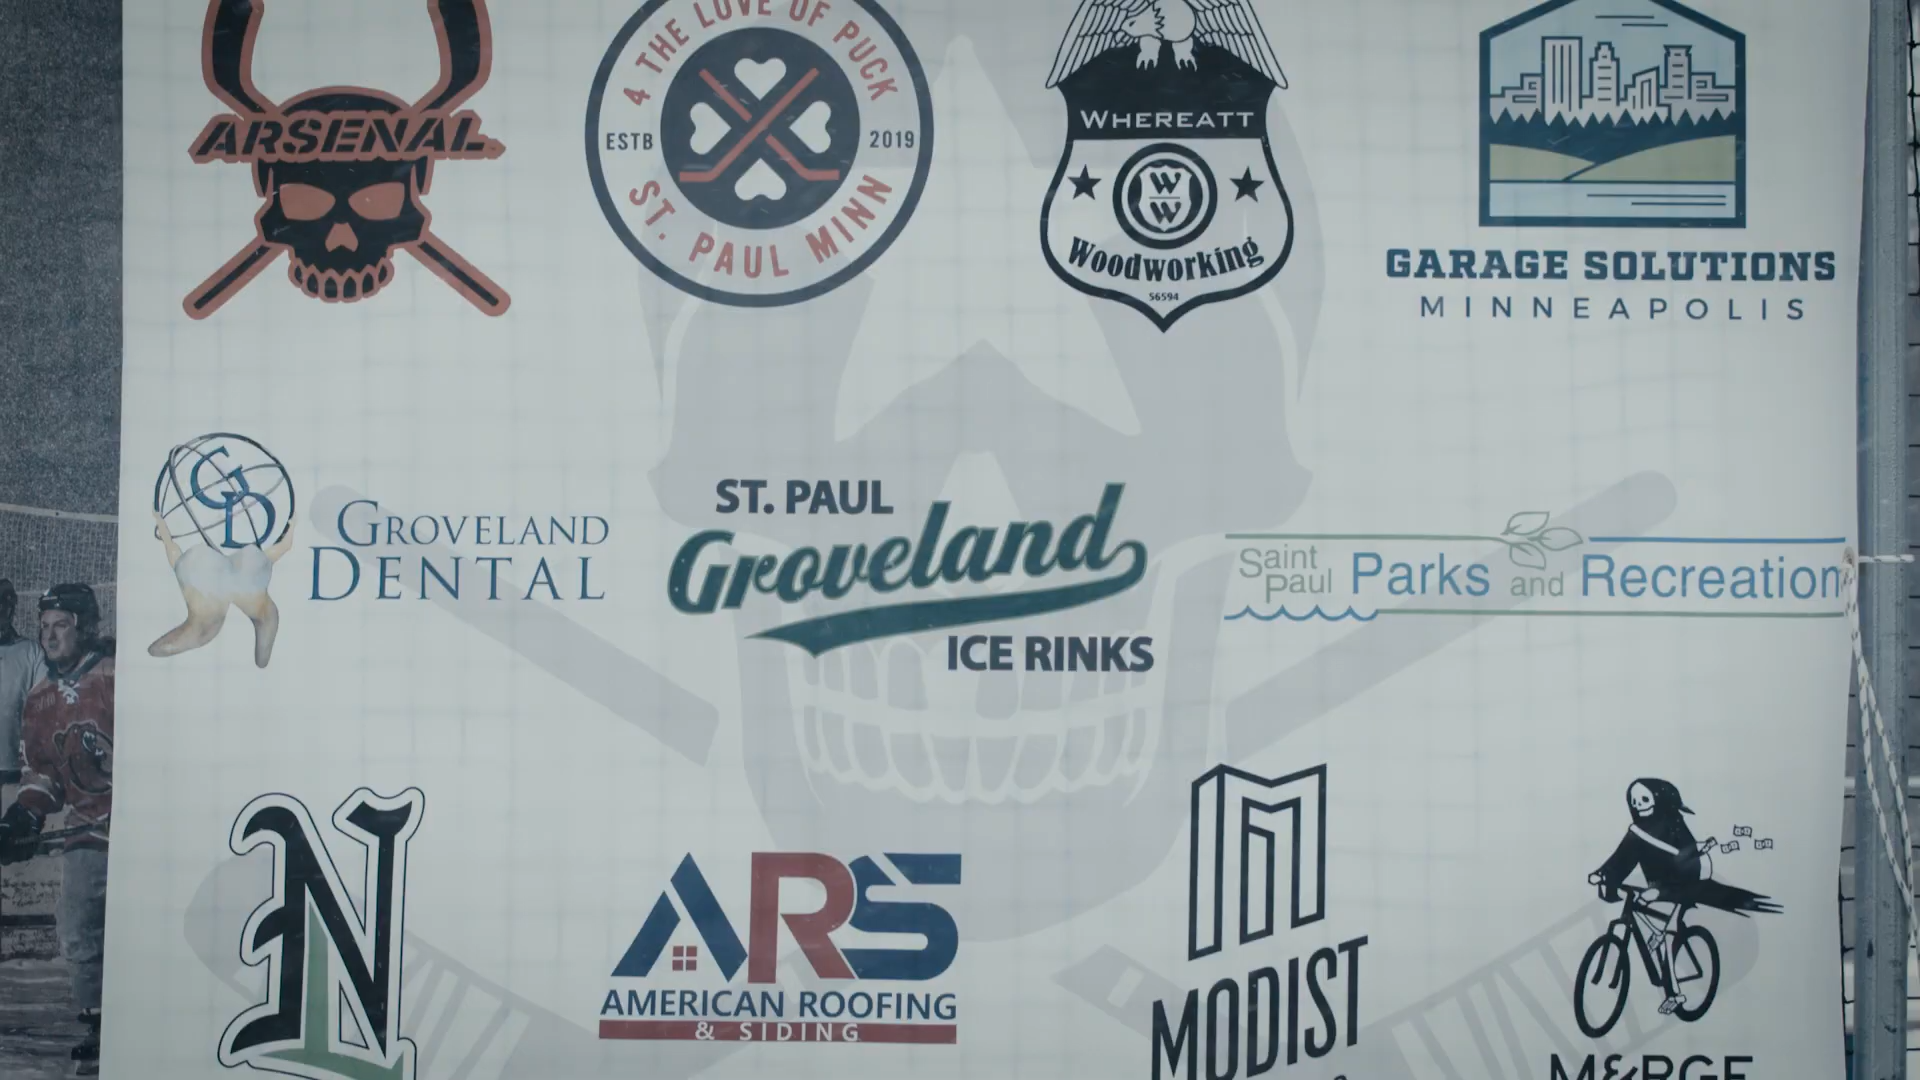 ARSENAL
4 THE LOVE OF PUCK
ESTB
2019
ST. PAUL MINN
WHEREATT
W
W
Woodworking
56594
GARAGE SOLUTIONS
MINNEAPOLIS
GD
GROVELAND
DENTAL
ST. PAUL
Groveland
ICE RINKS
Saint
paul
Parks and Recreation
N
ARS
AMERICAN ROOFING
& SIDING
M
MODIST
M&RGE